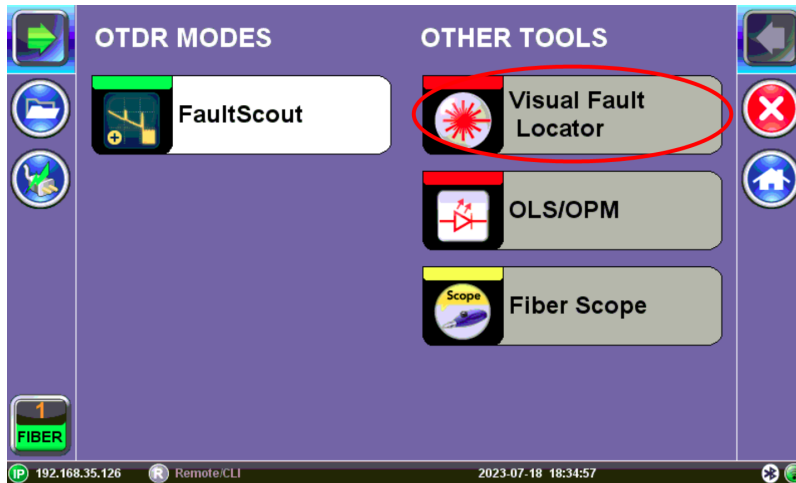 OTDR MODES
OTHER TOOLS
FaultScout
Visual Fault
Locator
OLS/OPM
Scope
Fiber Scope
1
FIBER
IP 192.168.35.126 R Remote/CLI 2023-07-18 18:34:57